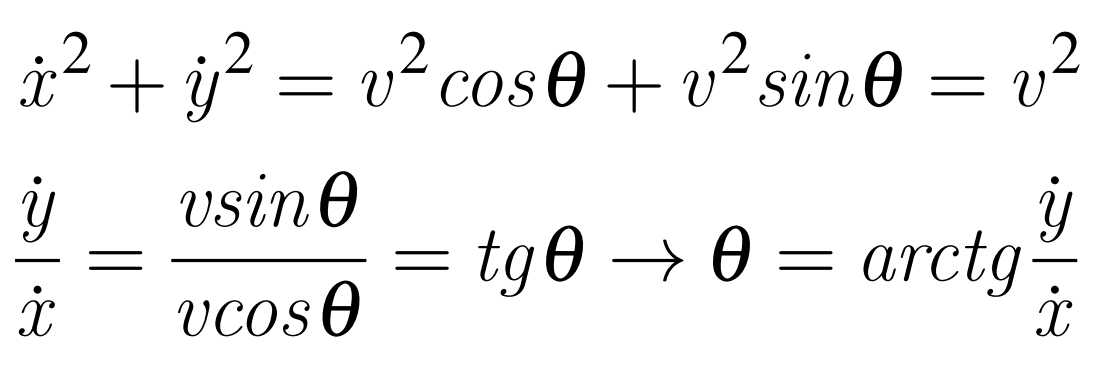 ẋ² + ẏ² = v²cosθ + v²sinθ = v²
ẏ/ẋ = vsinθ/vcosθ = tgθ → θ = arctg ẏ/ẋ